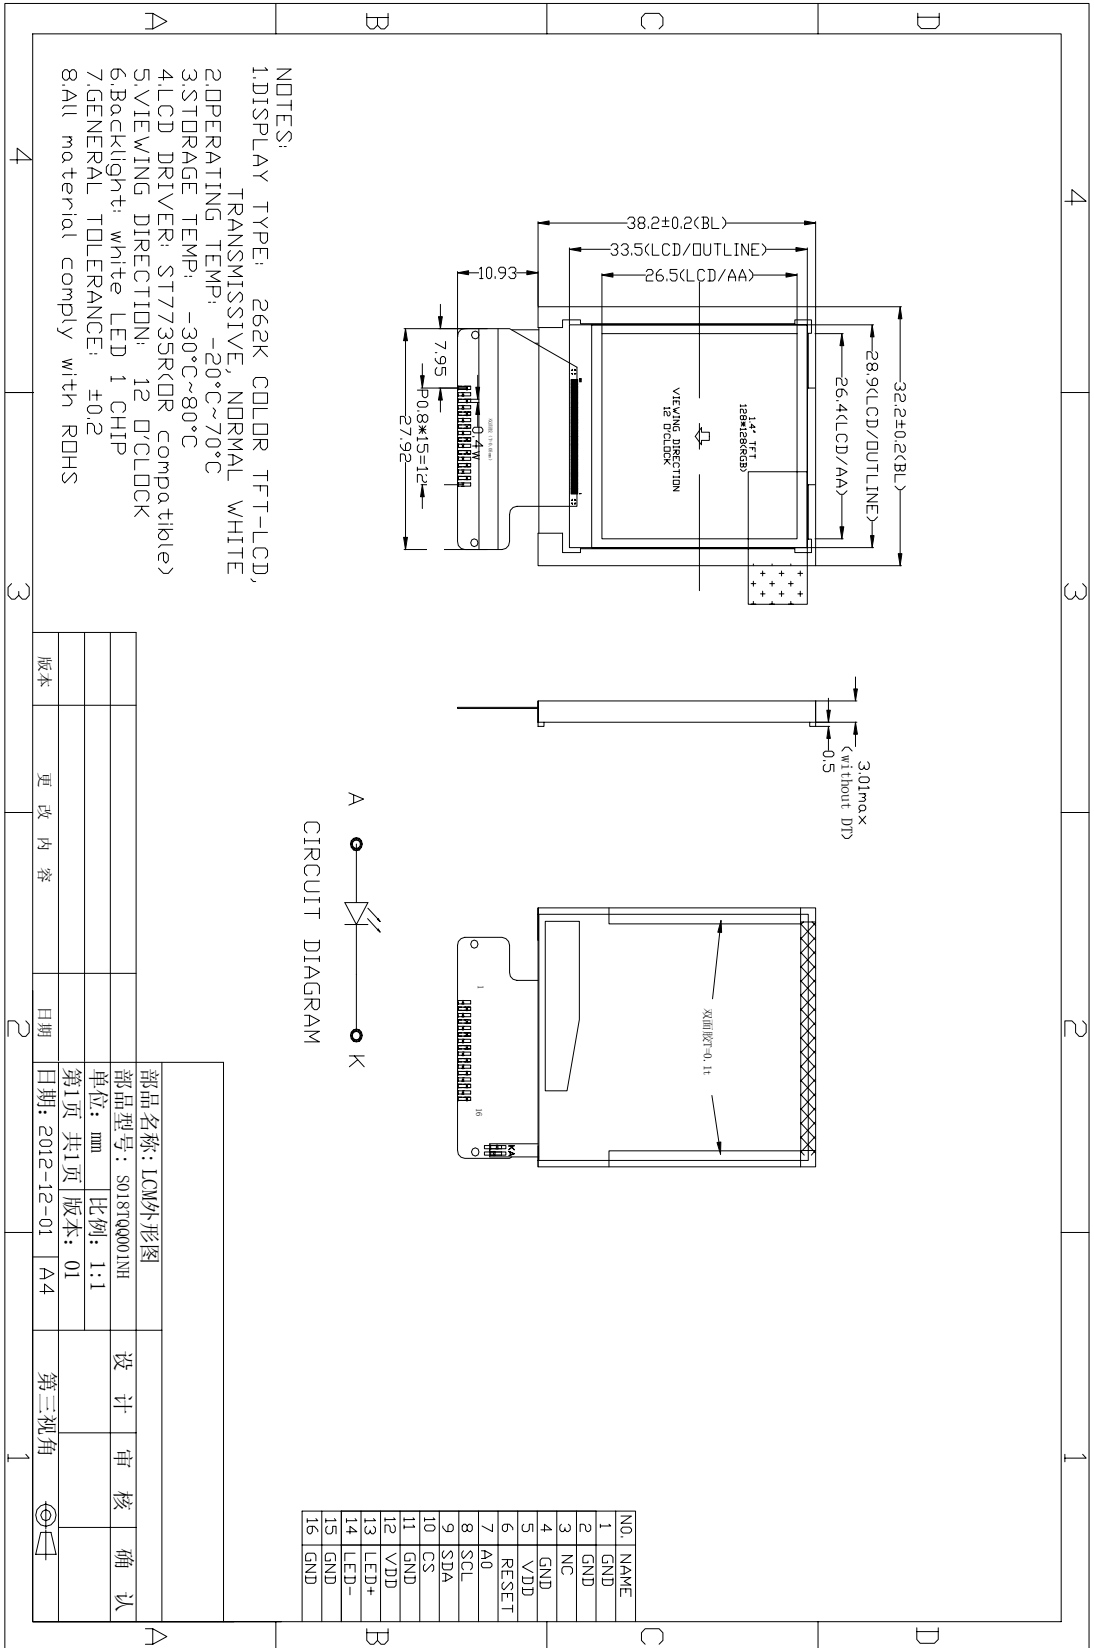 4
3
2
1
D
C
B
A
38.2±0.2(BL)
33.5(LCD/OUTLINE)
26.5(LCD/AA)
10.93
32.2±0.2(BL)
28.9(LCD/OUTLINE)
26.4(LCD/AA)
1.4" TFT
128*128(RGB)
VIEWING DIRECTION
12 O'CLOCK
7.95
0.4W
P0.8*15=12
27.92
3.01max
(without DT)
0.5
双面胶T=0.1t
1
16
KA
A
K
CIRCUIT DIAGRAM
NO. NAME
1 GND
2 GND
3 NC
4 GND
5 VDD
6 RESET
7 A0
8 SCL
9 SDA
10 CS
11 GND
12 VDD
13 LED+
14 LED-
15 GND
16 GND
NOTES:
1.DISPLAY TYPE: 262K COLOR TFT-LCD,
TRANSMISSIVE, NORMAL WHITE
2.OPERATING TEMP: -20°C~70°C
3.STORAGE TEMP: -30°C~80°C
4.LCD DRIVER: ST7735R(OR compatible)
5.VIEWING DIRECTION: 12 O'CLOCK
6.Backlight: white LED 1 CHIP
7.GENERAL TOLERANCE: ±0.2
8.All material comply with ROHS
版本 更改内容 日期
部品名称: LCM外形图
部品型号: S018TQQ001NH
单位: mm 比例: 1:1
第1页 共1页 版本: 01
日期: 2012-12-01 A4
设计 审核 确认
第三视角
4
3
2
1
D
C
B
A